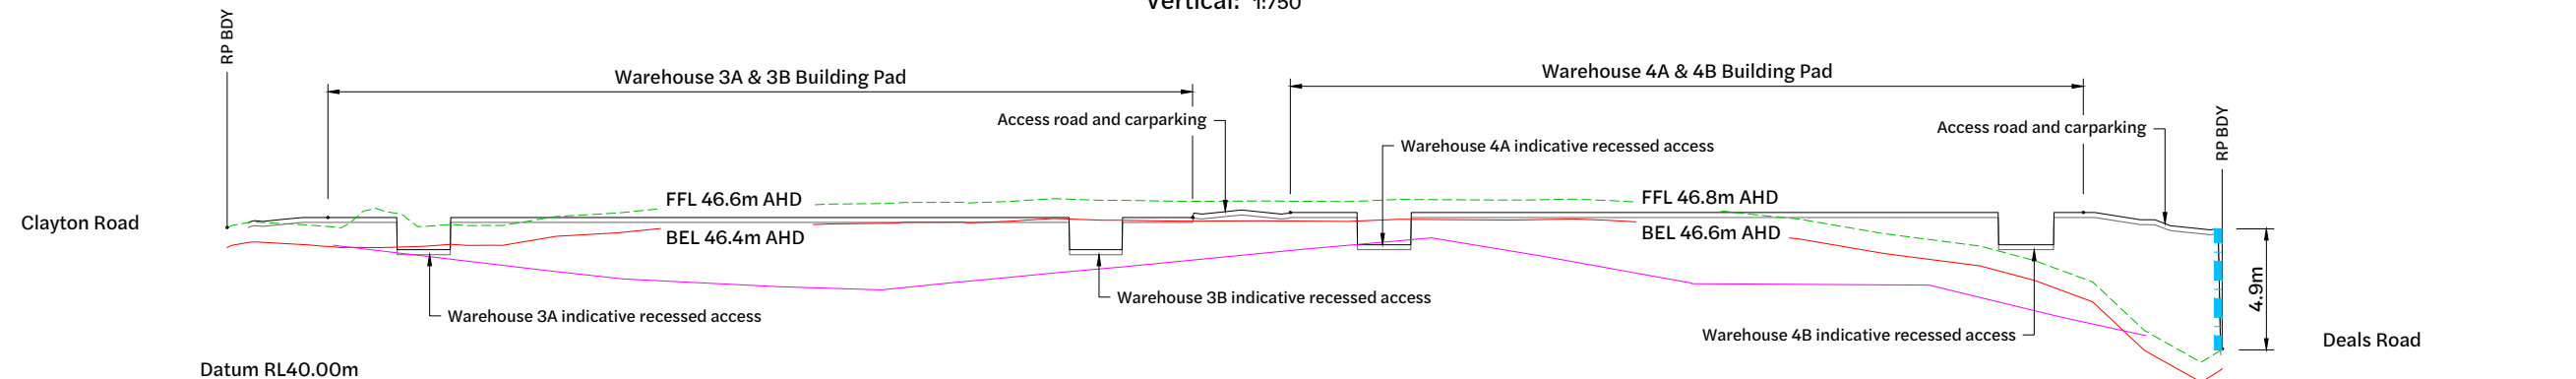 Vertical: 1:750
RP BDY
Warehouse 3A & 3B Building Pad
Warehouse 4A & 4B Building Pad
Access road and carparking
Access road and carparking
RP BDY
Warehouse 4A indicative recessed access
FFL 46.6m AHD
FFL 46.8m AHD
Clayton Road
BEL 46.4m AHD
BEL 46.6m AHD
4.9m
Warehouse 3B indicative recessed access
Warehouse 3A indicative recessed access
Warehouse 4B indicative recessed access
Deals Road
Datum RL40.00m